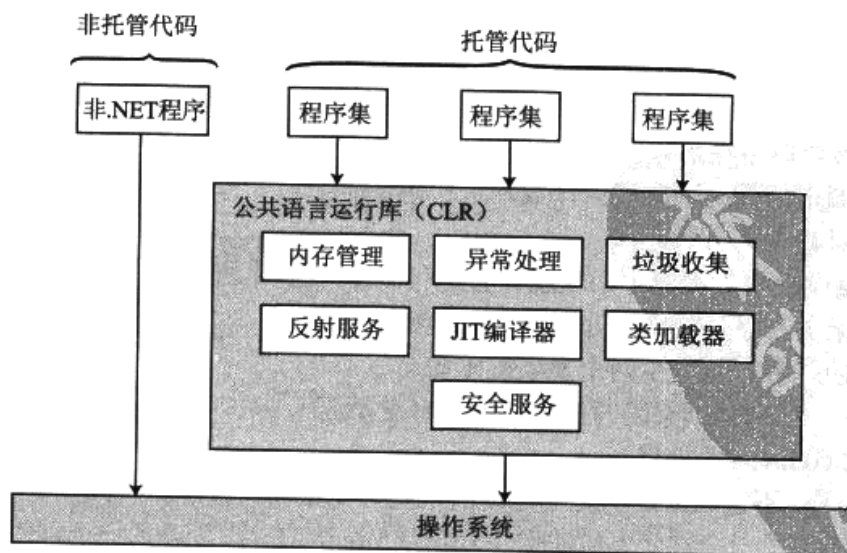 非托管代码
托管代码
非.NET程序
程序集
程序集
程序集
公共语言运行库（CLR）
内存管理
异常处理
垃圾收集
反射服务
JIT编译器
类加载器
安全服务
操作系统